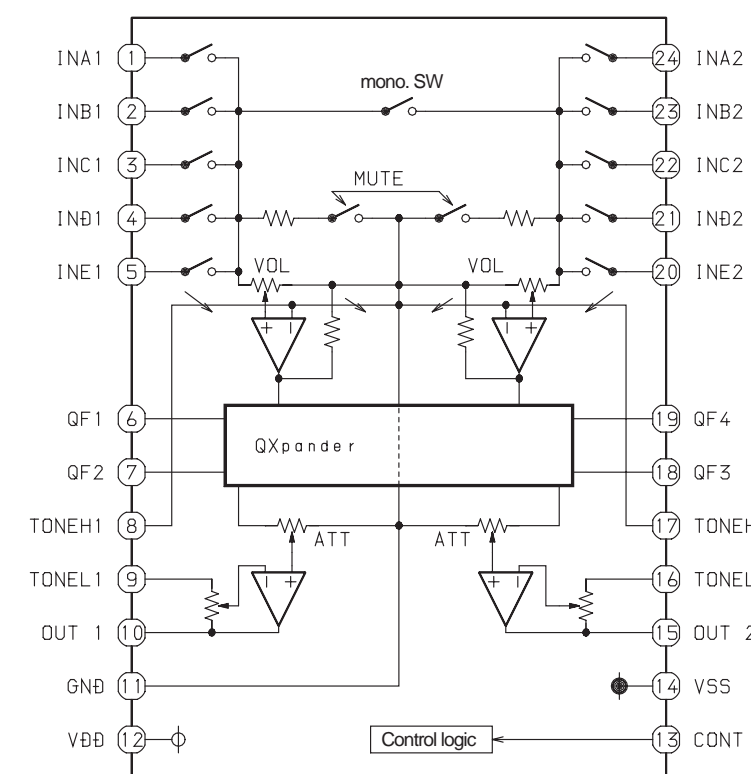 INA1 1
24 INA2
mono. SW
INB1 2
23 INB2
INC1 3
22 INC2
MUTE
IND1 4
21 IND2
INE1 5
20 INE2
VOL
VOL
+ −
− +
QF1 6
19 QF4
QXpander
QF2 7
18 QF3
TONEH1 8
17 TONEH
ATT
ATT
TONEL1 9
16 TONEL
− +
+ −
OUT 1 10
15 OUT 2
GND 11
14 VSS
VDD 12
Control logic
13 CONT